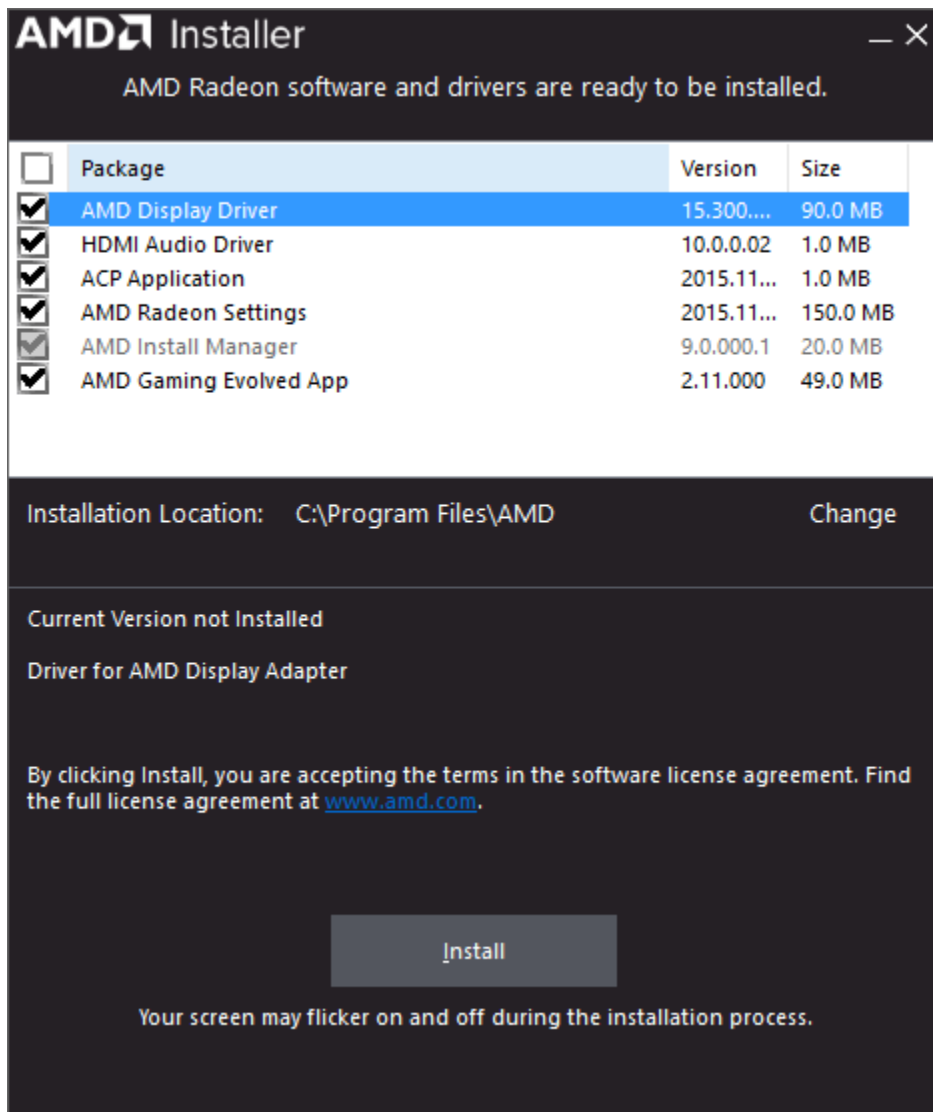 AMD Installer
AMD Radeon software and drivers are ready to be installed.
Package Version Size
AMD Display Driver 15.300.... 90.0 MB
HDMI Audio Driver 10.0.0.02 1.0 MB
ACP Application 2015.11... 1.0 MB
AMD Radeon Settings 2015.11... 150.0 MB
AMD Install Manager 9.0.000.1 20.0 MB
AMD Gaming Evolved App 2.11.000 49.0 MB
Installation Location: C:\Program Files\AMD Change
Current Version not Installed
Driver for AMD Display Adapter
By clicking Install, you are accepting the terms in the software license agreement. Find
the full license agreement at www.amd.com.
Install
Your screen may flicker on and off during the installation process.